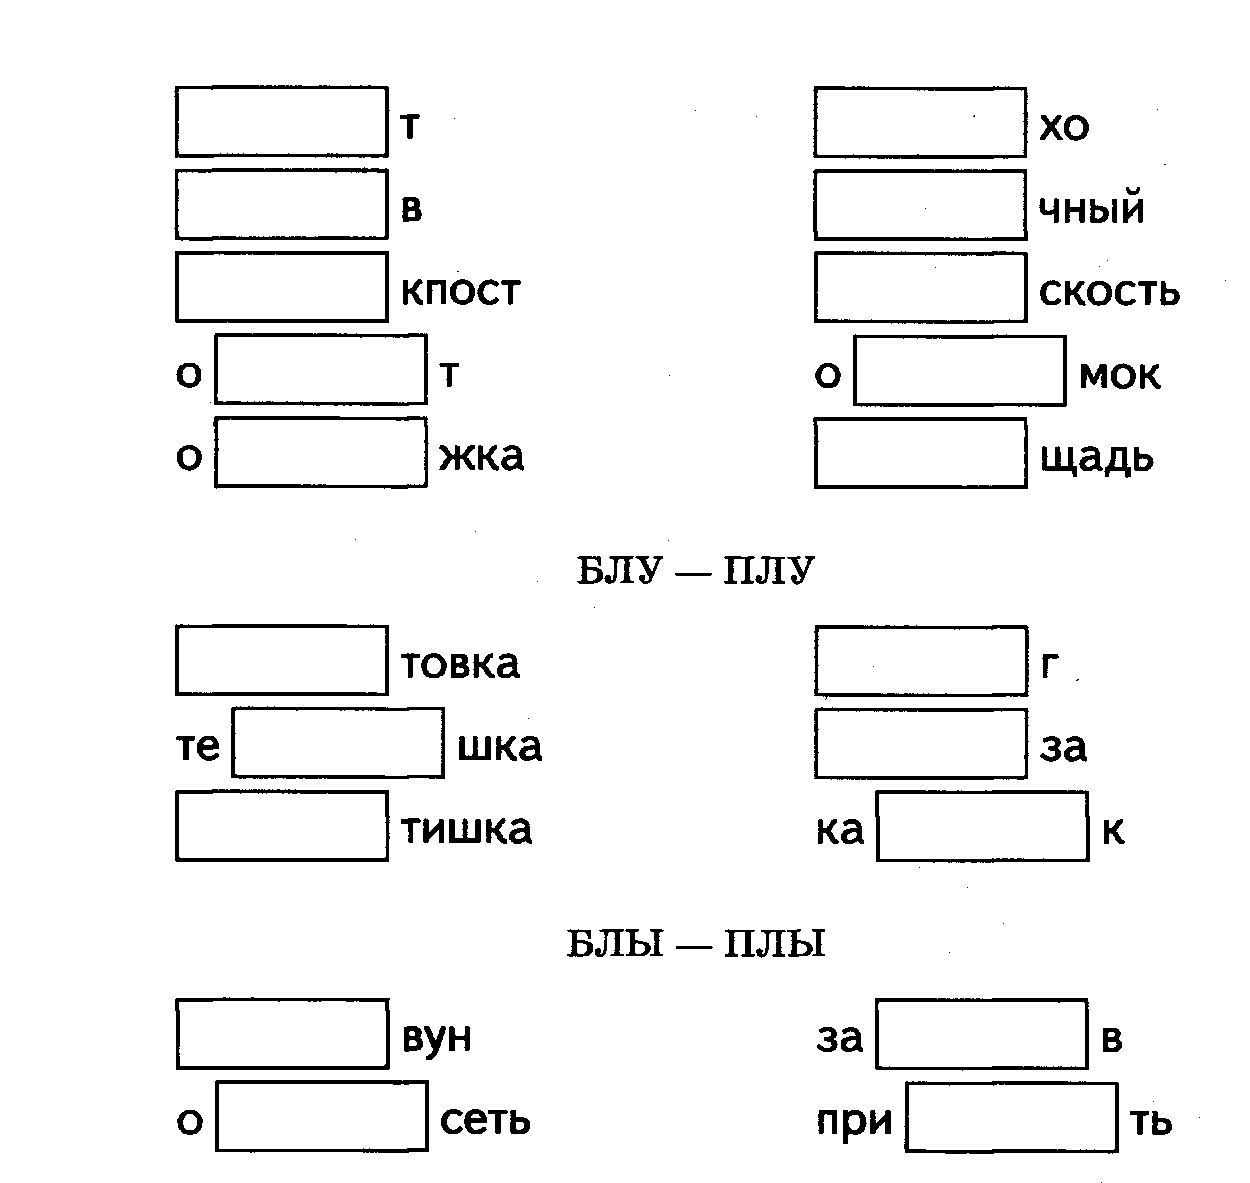 т хо
в чный
кпост скость
о т о мок
о жка щадь
БЛУ — ПЛУ
товка г
те шка за
тишка ка к
БЛЫ — ПЛЫ
вун за в
о сеть при ть